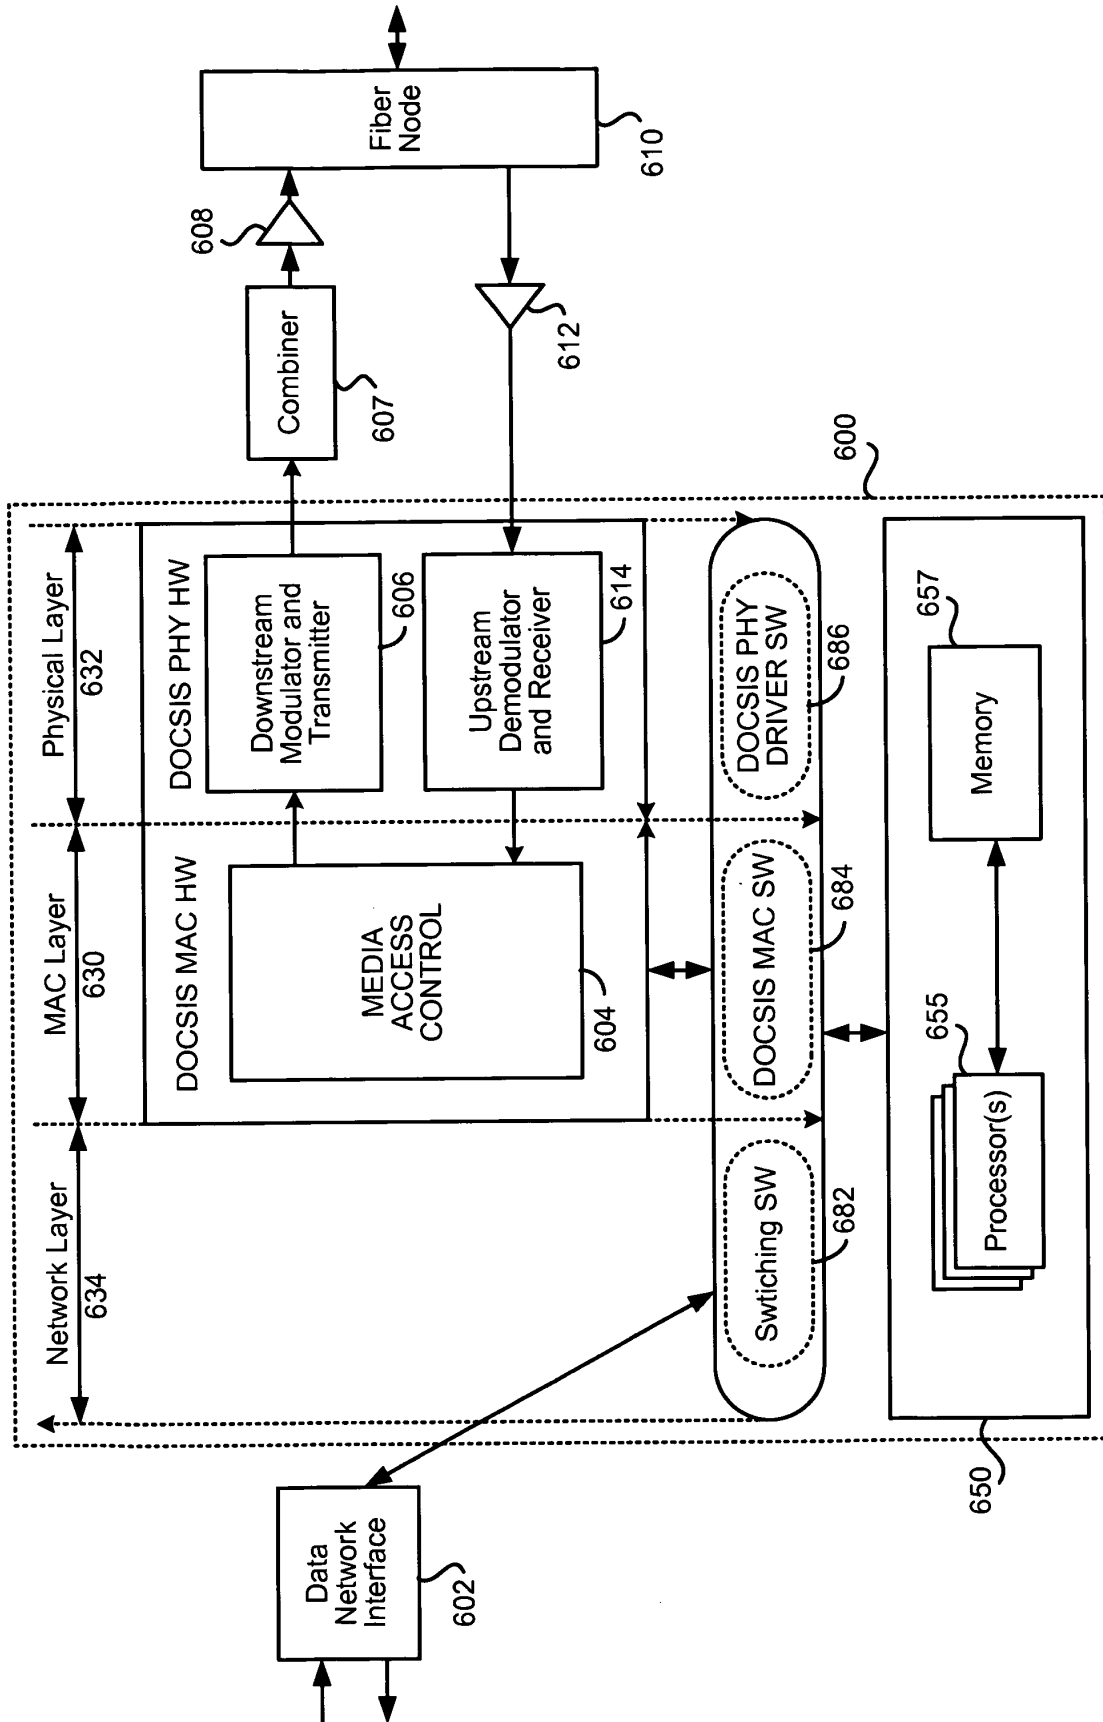 Network Layer
634
MAC Layer
630
Physical Layer
632
DOCSIS MAC HW
DOCSIS PHY HW
MEDIA
ACCESS
CONTROL
604
Downstream
Modulator and
Transmitter
606
Upstream
Demodulator
and Receiver
614
Combiner
607
608
Fiber
Node
610
612
Data
Network
Interface
602
600
Swtiching SW
682
DOCSIS MAC SW
684
DOCSIS PHY
DRIVER SW
686
Processor(s)
655
Memory
657
650